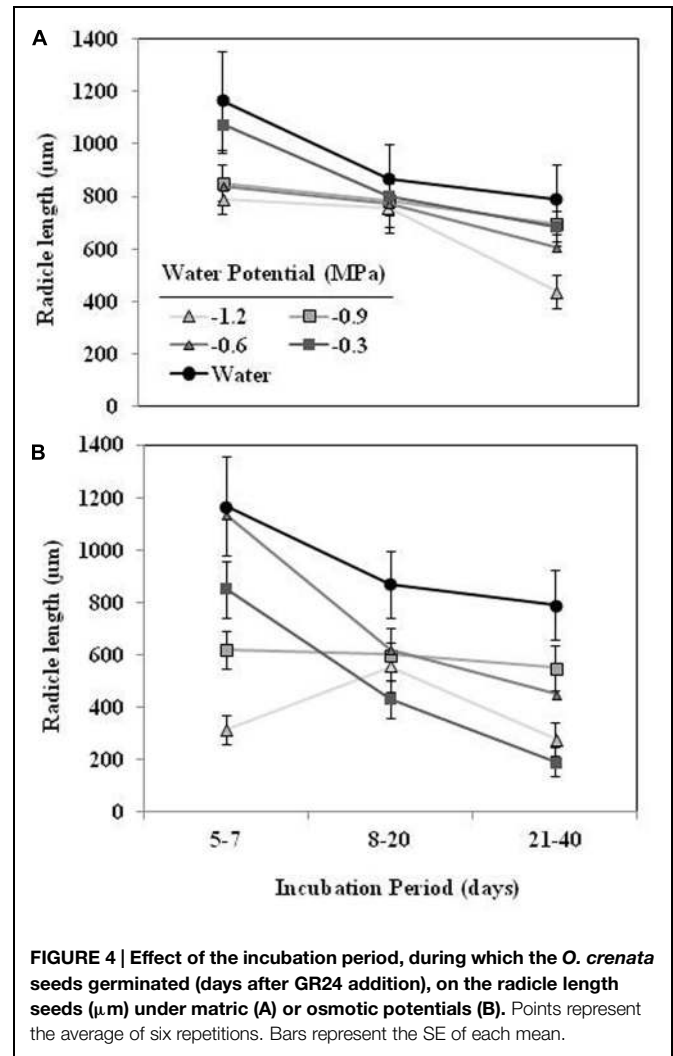 A
1400
1200
1000
800
600
400
200
0
Radicle length (µm)
Water Potential (MPa)
-1.2 -0.9
-0.6 -0.3
Water
B
1400
1200
1000
800
600
400
200
0
Radicle length (µm)
5-7 8-20 21-40
Incubation Period (days)
FIGURE 4 | Effect of the incubation period, during which the O. crenata
seeds germinated (days after GR24 addition), on the radicle length
seeds (µm) under matric (A) or osmotic potentials (B). Points represent
the average of six repetitions. Bars represent the SE of each mean.